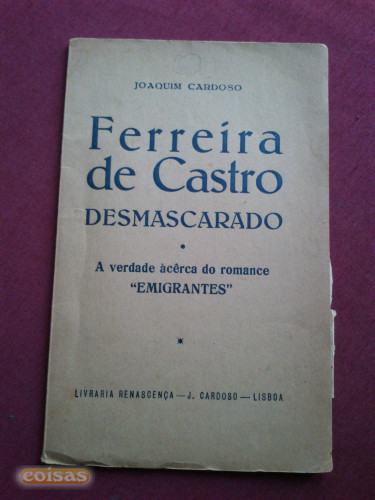 JOAQUIM CARDOSO
Ferreira
de Castro
DESMASCARADO
A verdade àcêrca do romance
"EMIGRANTES"
LIVRARIA RENASCENÇA — J. CARDOSO — LISBOA
coisas